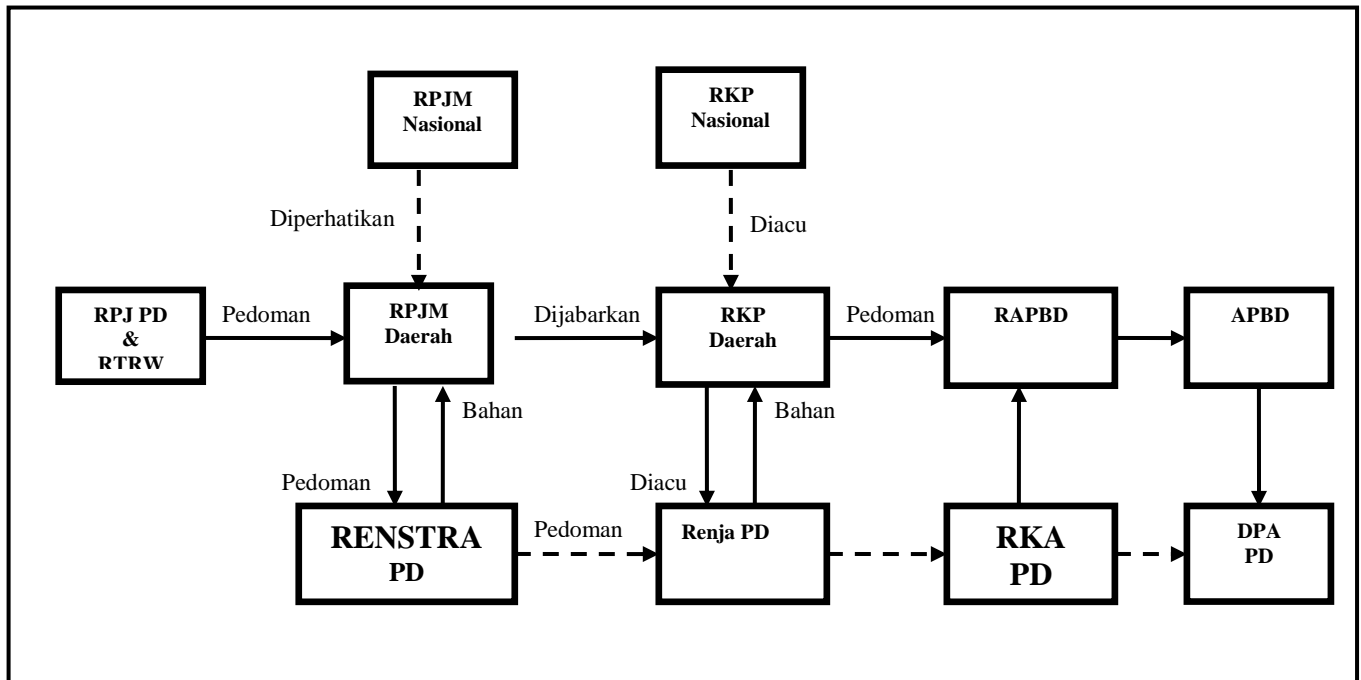 RPJM
Nasional
RKP
Nasional
Diperhatikan
Diacu
RPJ PD
&
RTRW
Pedoman
RPJM
Daerah
Dijabarkan
RKP
Daerah
Pedoman
RAPBD
APBD
Bahan
Bahan
Pedoman
Diacu
RENSTRA
PD
Pedoman
Renja PD
RKA
PD
DPA
PD